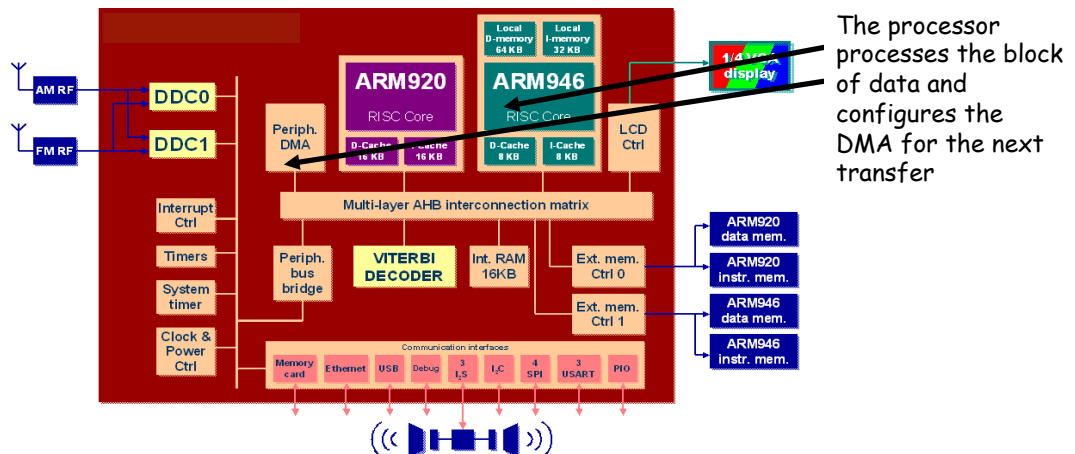 The processor
processes the block
of data and
configures the
DMA for the next
transfer
Local
D-memory
64 KB
Local
I-memory
32 KB
1/4 VGA
display
AM RF
FM RF
DDC0
DDC1
Periph.
DMA
ARM920
RISC Core
D-Cache
16 KB
I-Cache
16 KB
ARM946
RISC Core
D-Cache
8 KB
I-Cache
8 KB
LCD
Ctrl
Multi-layer AHB interconnection matrix
Interrupt
Ctrl
Timers
System
timer
Clock &
Power
Ctrl
Periph.
bus
bridge
VITERBI
DECODER
Int. RAM
16KB
Ext. mem.
Ctrl 0
Ext. mem.
Ctrl 1
ARM920
data mem.
ARM920
instr. mem.
ARM946
data mem.
ARM946
instr. mem.
Communication interfaces
Memory
card
Ethernet
USB
Debug
3
I2S
I2C
4
SPI
3
USART
PIO